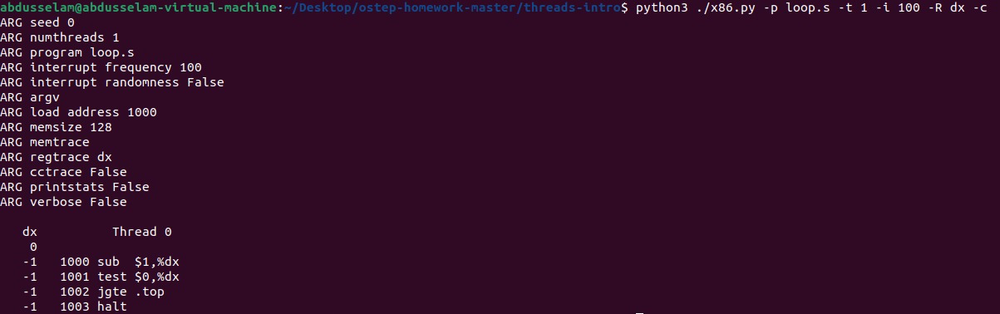 abdusselam@abdusselam-virtual-machine:~/Desktop/ostep-homework-master/threads-intro$ python3 ./x86.py -p loop.s -t 1 -i 100 -R dx -c
ARG seed 0
ARG numthreads 1
ARG program loop.s
ARG interrupt frequency 100
ARG interrupt randomness False
ARG argv
ARG load address 1000
ARG memsize 128
ARG memtrace
ARG regtrace dx
ARG cctrace False
ARG printstats False
ARG verbose False

   dx          Thread 0
    0
   -1   1000 sub  $1,%dx
   -1   1001 test $0,%dx
   -1   1002 jgte .top
   -1   1003 halt